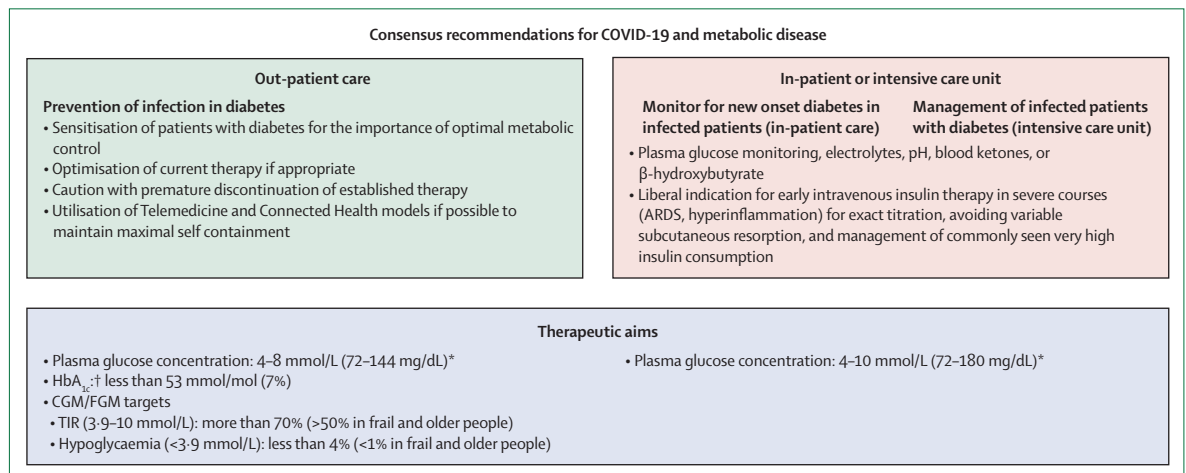 Consensus recommendations for COVID-19 and metabolic disease
Out-patient care
Prevention of infection in diabetes
• Sensitisation of patients with diabetes for the importance of optimal metabolic
control
• Optimisation of current therapy if appropriate
• Caution with premature discontinuation of established therapy
• Utilisation of Telemedicine and Connected Health models if possible to
maintain maximal self containment
In-patient or intensive care unit
Monitor for new onset diabetes in
infected patients (in-patient care)
Management of infected patients
with diabetes (intensive care unit)
• Plasma glucose monitoring, electrolytes, pH, blood ketones, or
β-hydroxybutyrate
• Liberal indication for early intravenous insulin therapy in severe courses
(ARDS, hyperinflammation) for exact titration, avoiding variable
subcutaneous resorption, and management of commonly seen very high
insulin consumption
Therapeutic aims
• Plasma glucose concentration: 4–8 mmol/L (72–144 mg/dL)*
• HbA1c:† less than 53 mmol/mol (7%)
• CGM/FGM targets
• TIR (3·9–10 mmol/L): more than 70% (>50% in frail and older people)
• Hypoglycaemia (<3·9 mmol/L): less than 4% (<1% in frail and older people)
• Plasma glucose concentration: 4–10 mmol/L (72–180 mg/dL)*